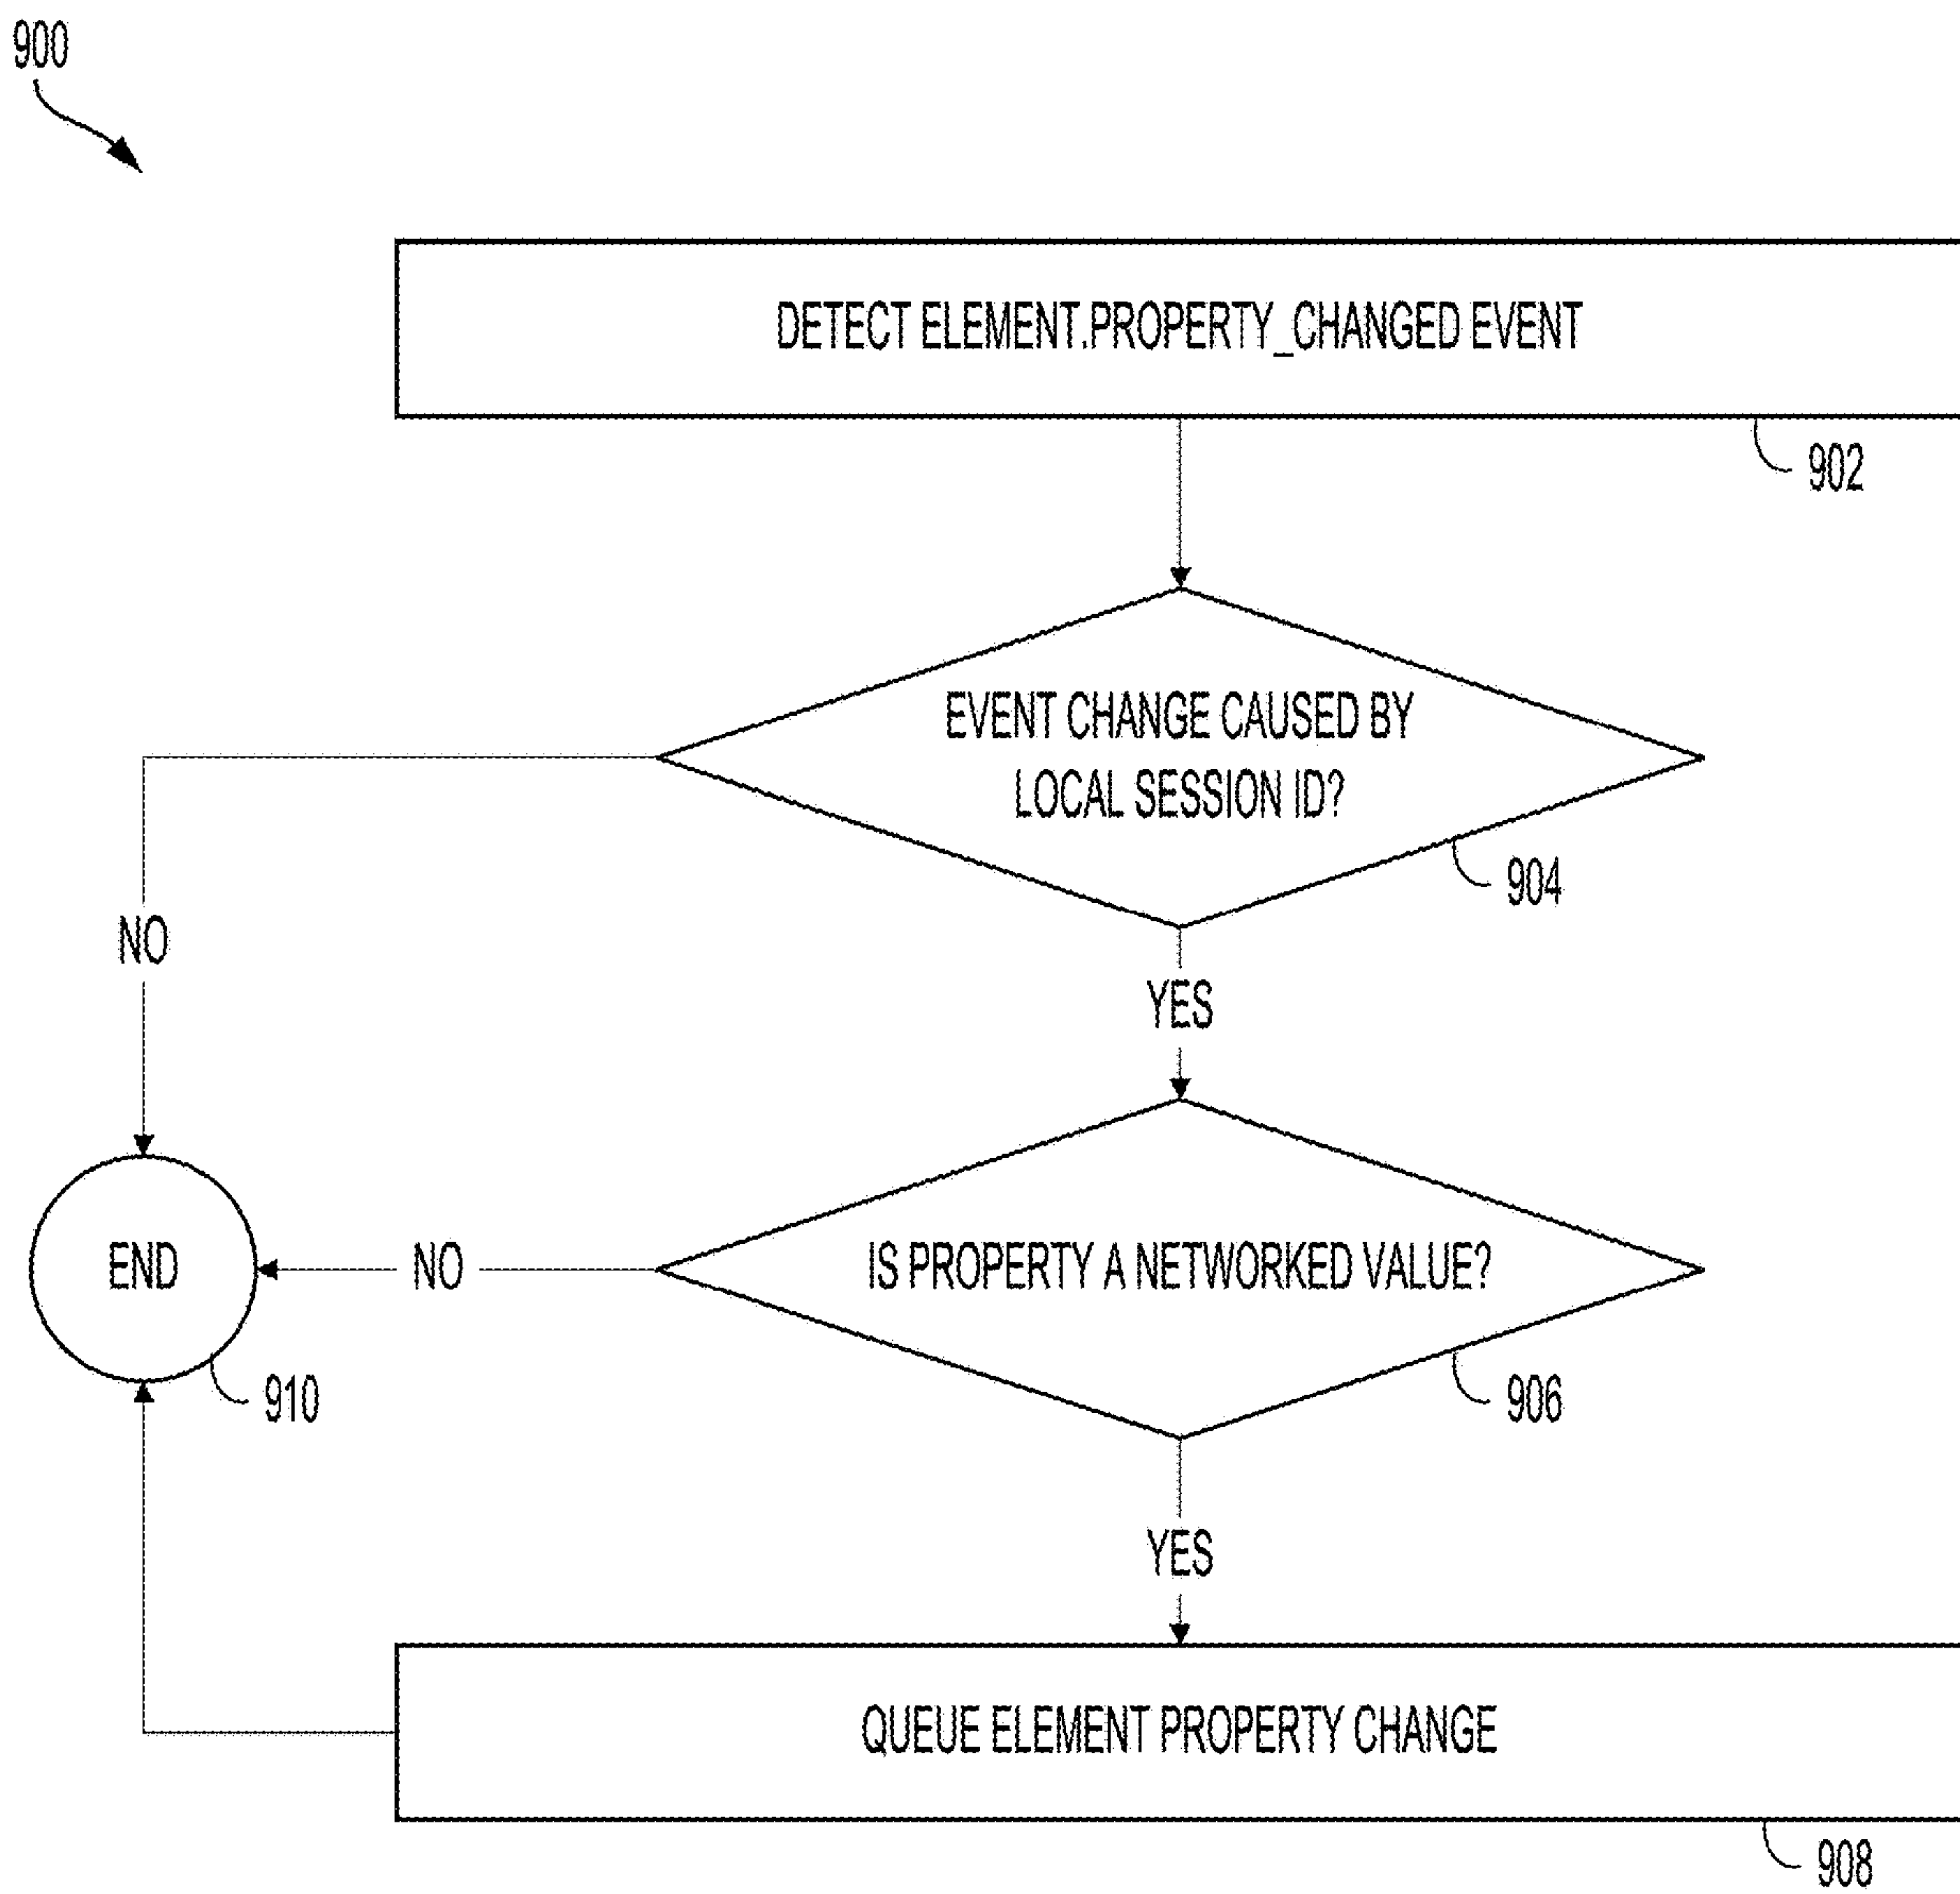 900
DETECT ELEMENT.PROPERTY_CHANGED EVENT
902
EVENT CHANGE CAUSED BY
LOCAL SESSION ID?
904
NO
YES
END
NO
IS PROPERTY A NETWORKED VALUE?
910
906
YES
QUEUE ELEMENT PROPERTY CHANGE
908